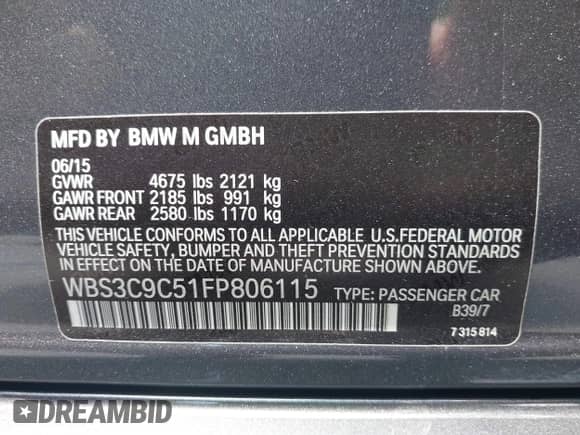 MFD BY BMW M GMBH
06/15
GVWR 4675 lbs 2121 kg
GAWR FRONT 2185 lbs 991 kg
GAWR REAR 2580 lbs 1170 kg
THIS VEHICLE CONFORMS TO ALL APPLICABLE U.S.FEDERAL MOTOR
VEHICLE SAFETY, BUMPER AND THEFT PREVENTION STANDARDS
IN EFFECT ON THE DATE OF MANUFACTURE SHOWN ABOVE.
WBS3C9C51FP806115 TYPE: PASSENGER CAR
B39/7
7 315 814
DREAMBID